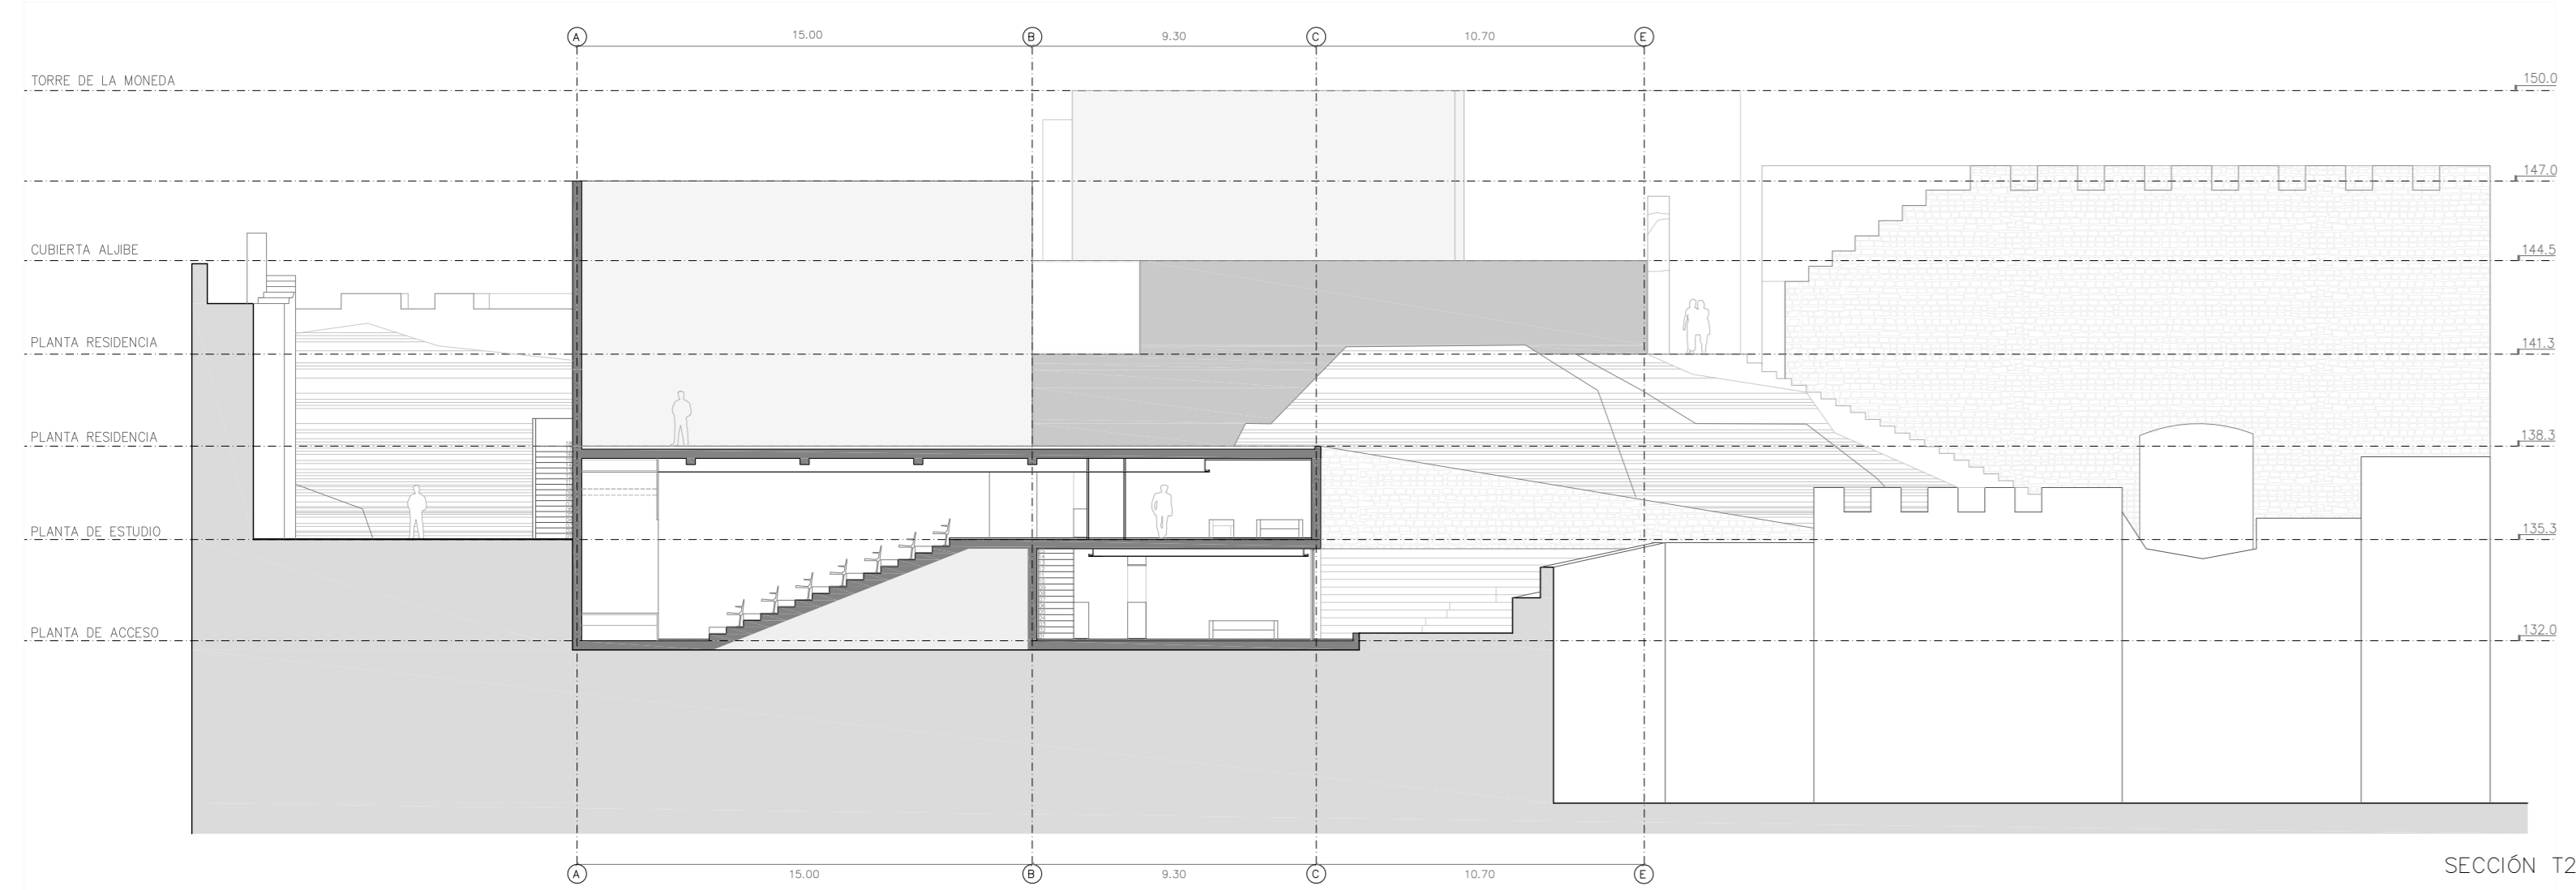 A B C E
15.00 9.30 10.70
TORRE DE LA MONEDA 150.0
147.0
CUBIERTA ALJIBE 144.5
PLANTA RESIDENCIA 141.3
PLANTA RESIDENCIA 138.3
PLANTA DE ESTUDIO 135.3
PLANTA DE ACCESO 132.0
A B C E
15.00 9.30 10.70
SECCIÓN T2